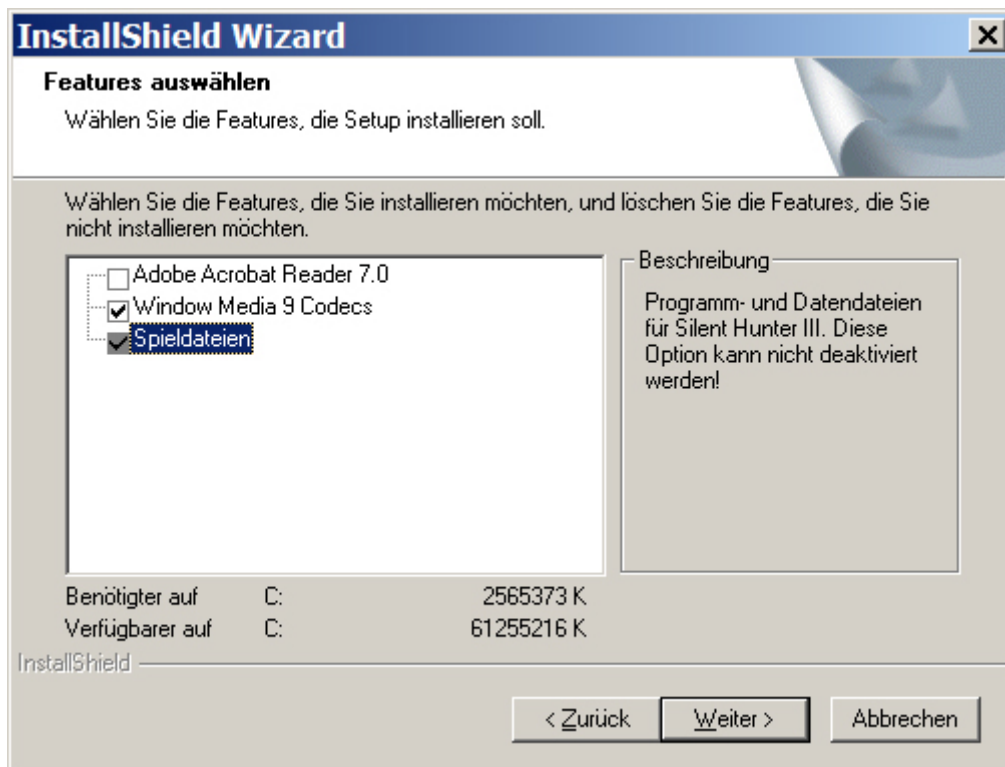 InstallShield Wizard
Features auswählen
Wählen Sie die Features, die Setup installieren soll.
Wählen Sie die Features, die Sie installieren möchten, und löschen Sie die Features, die Sie
nicht installieren möchten.
Adobe Acrobat Reader 7.0
Window Media 9 Codecs
Spieldateien
Beschreibung
Programm- und Datendateien
für Silent Hunter III. Diese
Option kann nicht deaktiviert
werden!
Benötigter auf C: 2565373 K
Verfügbarer auf C: 61255216 K
InstallShield
< Zurück Weiter > Abbrechen